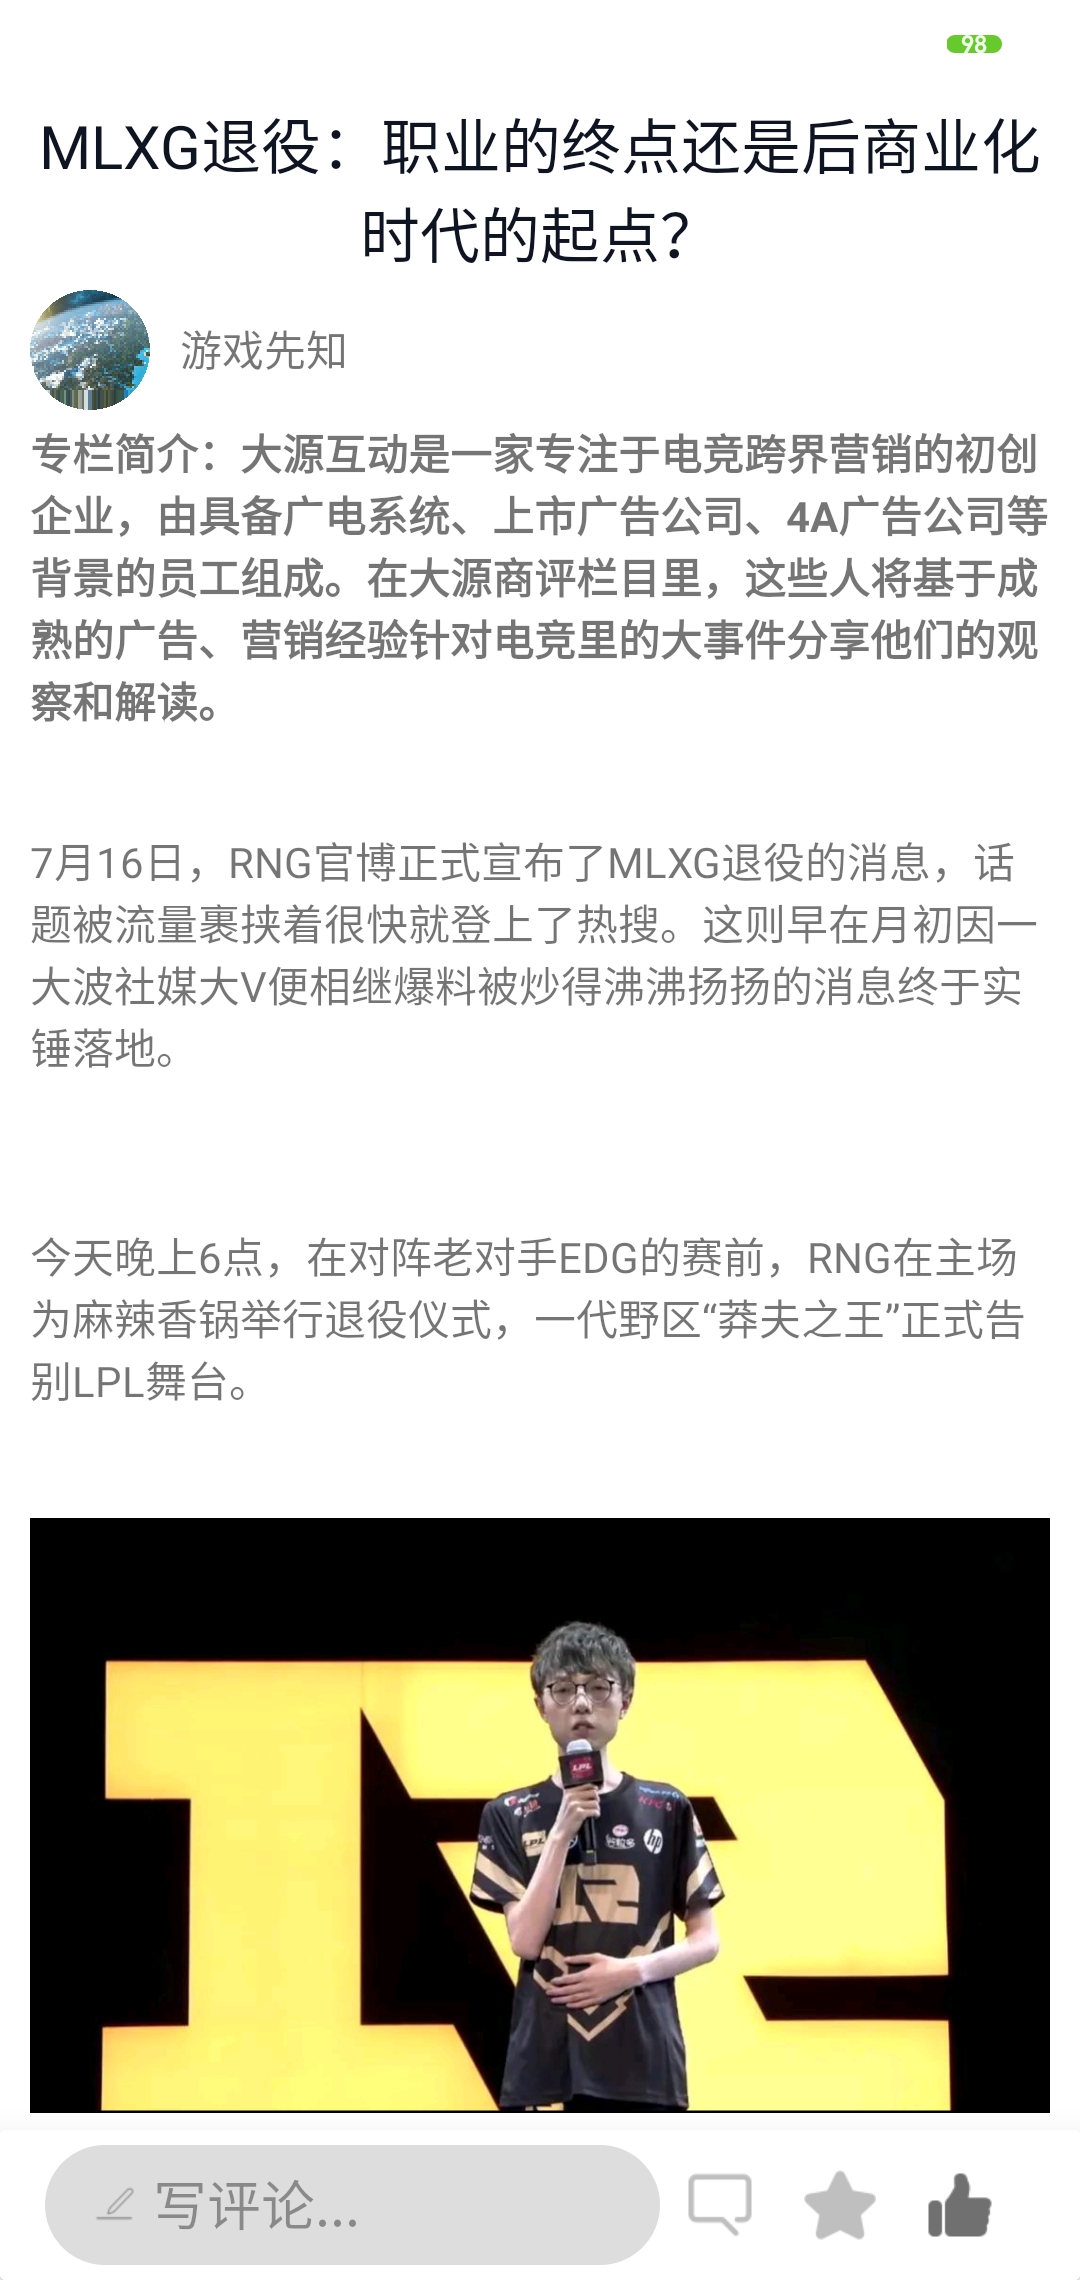 98
MLXG退役：职业的终点还是后商业化
时代的起点？
游戏先知
专栏简介：大源互动是一家专注于电竞跨界营销的初创
企业，由具备广电系统、上市广告公司、4A广告公司等
背景的员工组成。在大源商评栏目里，这些人将基于成
熟的广告、营销经验针对电竞里的大事件分享他们的观
察和解读。
7月16日，RNG官博正式宣布了MLXG退役的消息，话
题被流量裹挟着很快就登上了热搜。这则早在月初因一
大波社媒大V便相继爆料被炒得沸沸扬扬的消息终于实
锤落地。
今天晚上6点，在对阵老对手EDG的赛前，RNG在主场
为麻辣香锅举行退役仪式，一代野区“莽夫之王”正式告
别LPL舞台。
LPL
KFC
LPL
hp
写评论...